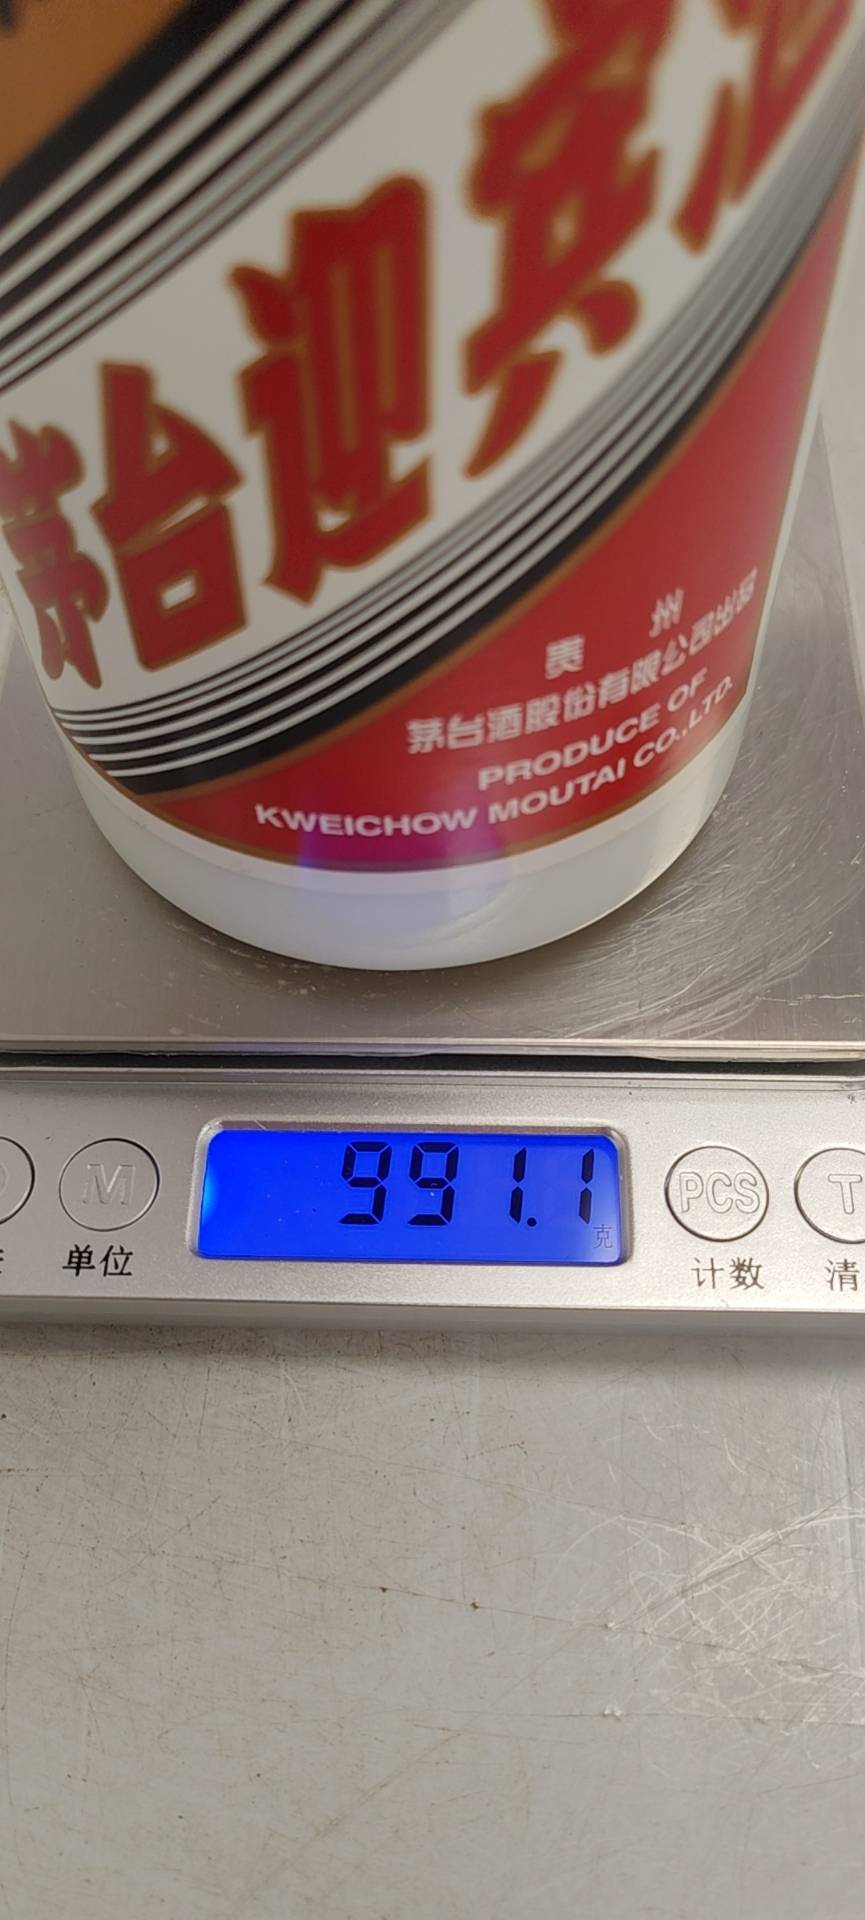 茅台迎宾酒
贵 州
茅台酒股份有限公司出品
PRODUCE OF
KWEICHOW MOUTAI CO.,LTD.
991.1
克
M
PCS
T
单位
计数
清